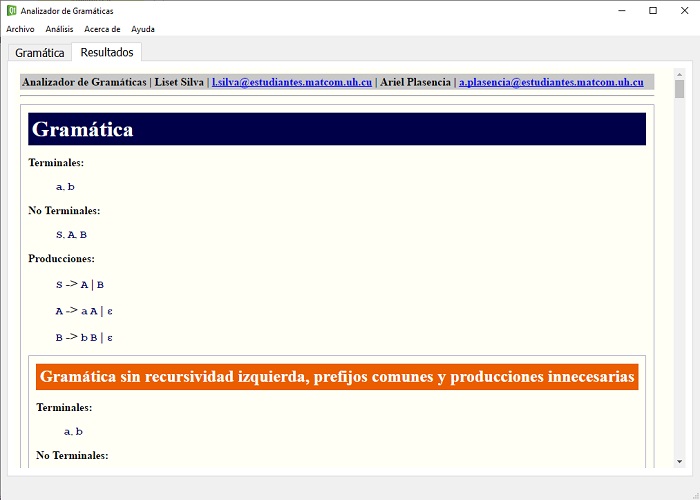 Analizador de Gramáticas
Archivo Análisis Acerca de Ayuda
Gramática Resultados
Analizador de Gramáticas | Liset Silva | l.silva@estudiantes.matcom.uh.cu | Ariel Plasencia | a.plasencia@estudiantes.matcom.uh.cu
Gramática
Terminales:
a, b
No Terminales:
S, A, B
Producciones:
S -> A | B
A -> a A | ε
B -> b B | ε
Gramática sin recursividad izquierda, prefijos comunes y producciones innecesarias
Terminales:
a, b
No Terminales: